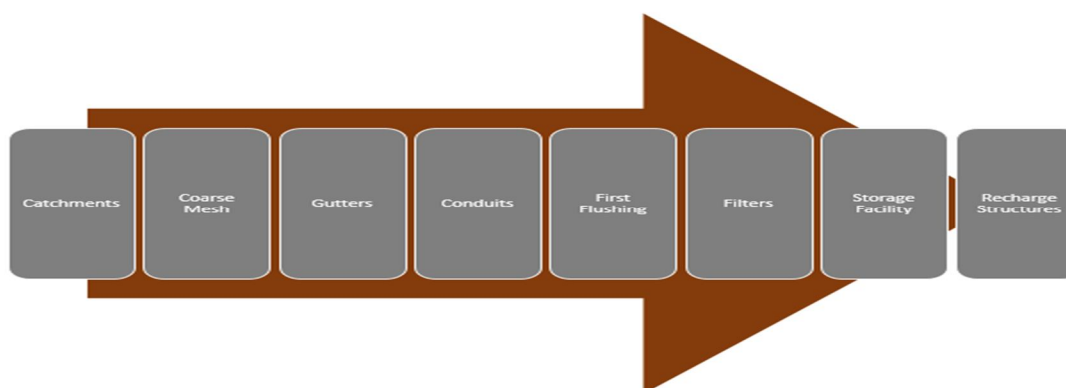 Catchments
Coarse
Mesh
Gutters
Conduits
First
Flushing
Filters
Storage
Facility
Recharge
Structures